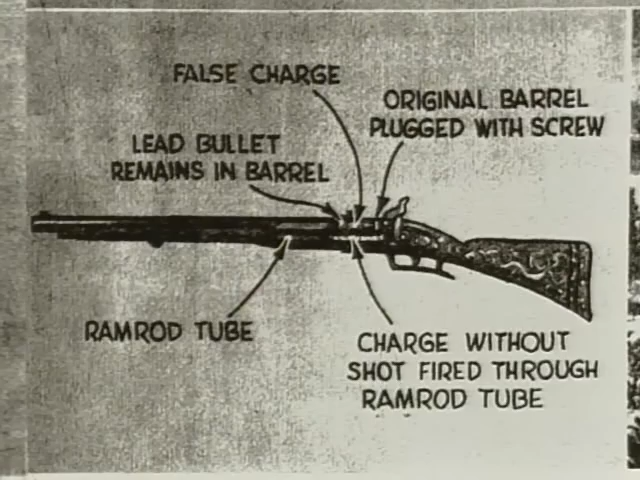 FALSE CHARGE
ORIGINAL BARREL
PLUGGED WITH SCREW
LEAD BULLET
REMAINS IN BARREL
RAMROD TUBE
CHARGE WITHOUT
SHOT FIRED THROUGH
RAMROD TUBE